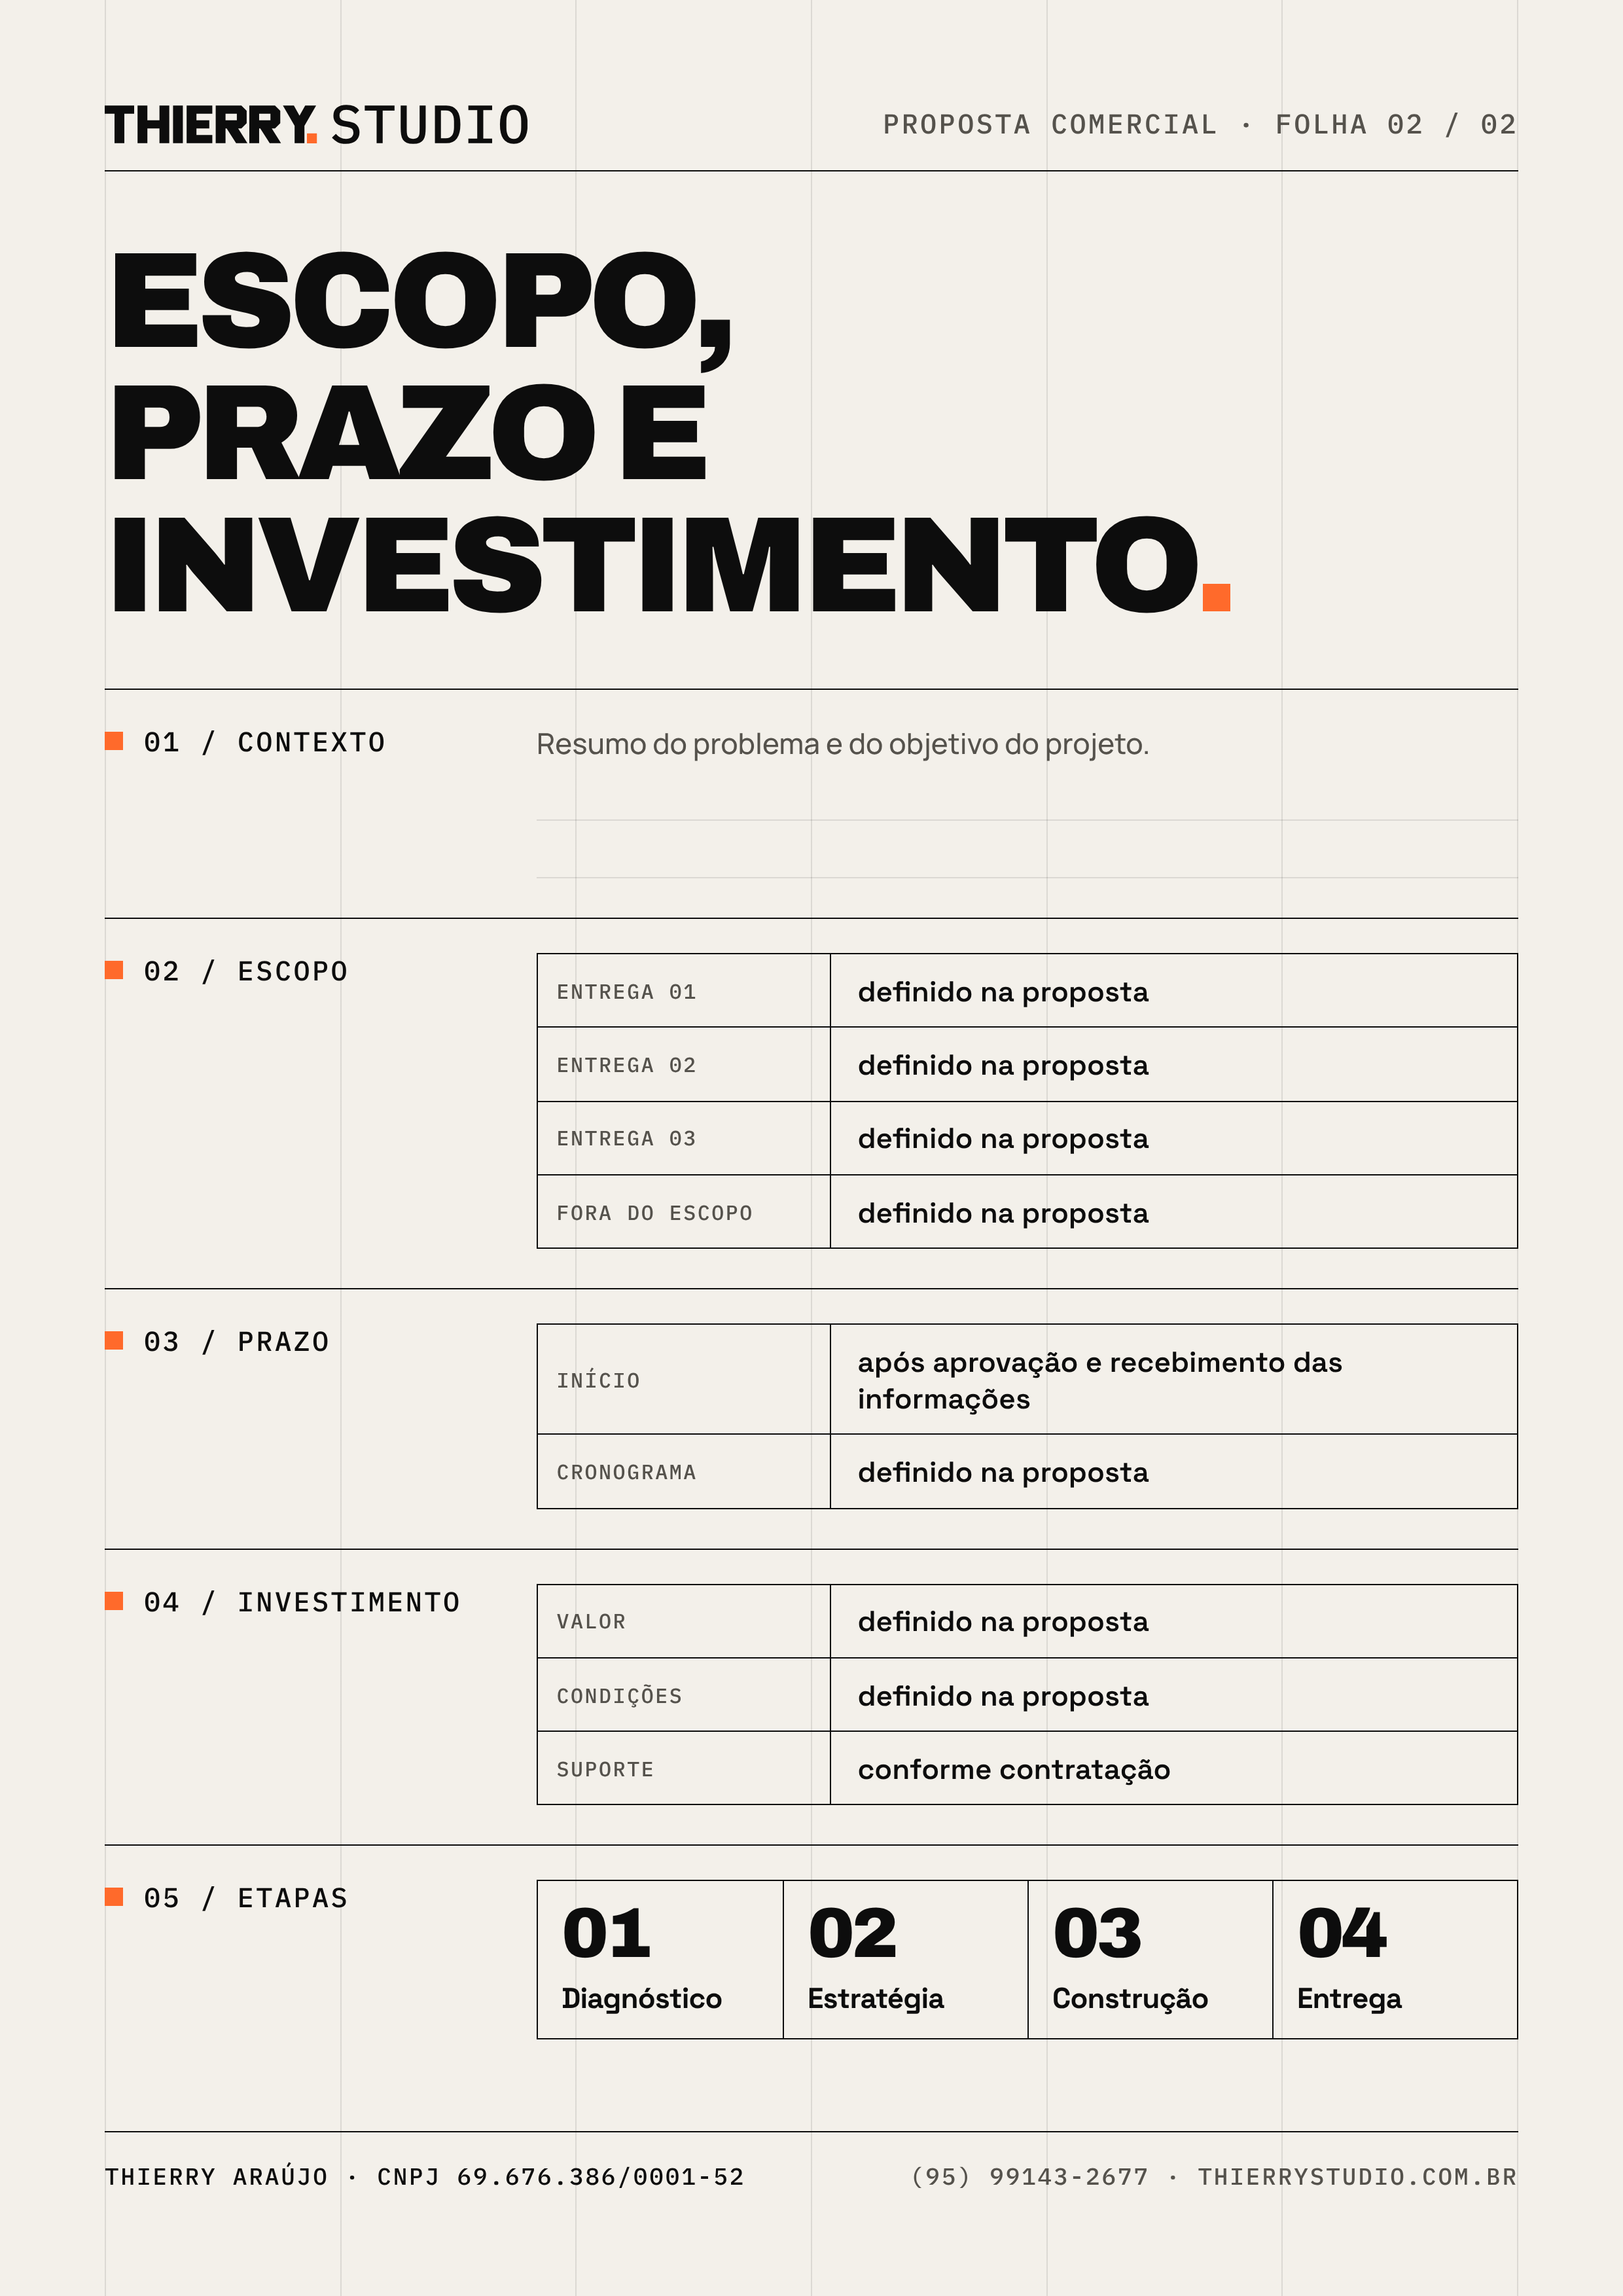 THIERRY. STUDIO
PROPOSTA COMERCIAL · FOLHA 02 / 02
ESCOPO,
PRAZO E
INVESTIMENTO.
01 / CONTEXTO
Resumo do problema e do objetivo do projeto.
02 / ESCOPO
ENTREGA 01 definido na proposta
ENTREGA 02 definido na proposta
ENTREGA 03 definido na proposta
FORA DO ESCOPO definido na proposta
03 / PRAZO
INÍCIO após aprovação e recebimento das
informações
CRONOGRAMA definido na proposta
04 / INVESTIMENTO
VALOR definido na proposta
CONDIÇÕES definido na proposta
SUPORTE conforme contratação
05 / ETAPAS
01 02 03 04
Diagnóstico Estratégia Construção Entrega
THIERRY ARAÚJO · CNPJ 69.676.386/0001-52
(95) 99143-2677 · THIERRYSTUDIO.COM.BR